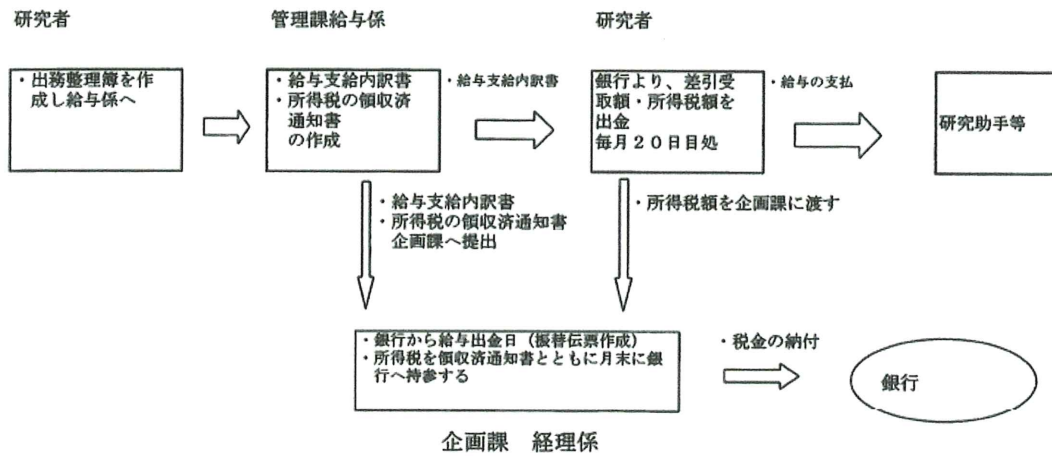 研究者
管理課給与係
研究者
・出務整理簿を作
成し給与係へ
・給与支給内訳書
・所得税の領収済
通知書
の作成
・給与支給内訳書
銀行より、差引受
取額・所得税額を
出金
毎月20日目処
・給与の支払
研究助手等
・給与支給内訳書
・所得税の領収済通知書
企画課へ提出
・所得税額を企画課に渡す
・銀行から給与出金日（振替伝票作成）
・所得税を領収済通知書とともに月末に銀
行へ持参する
・税金の納付
銀行
企画課 経理係